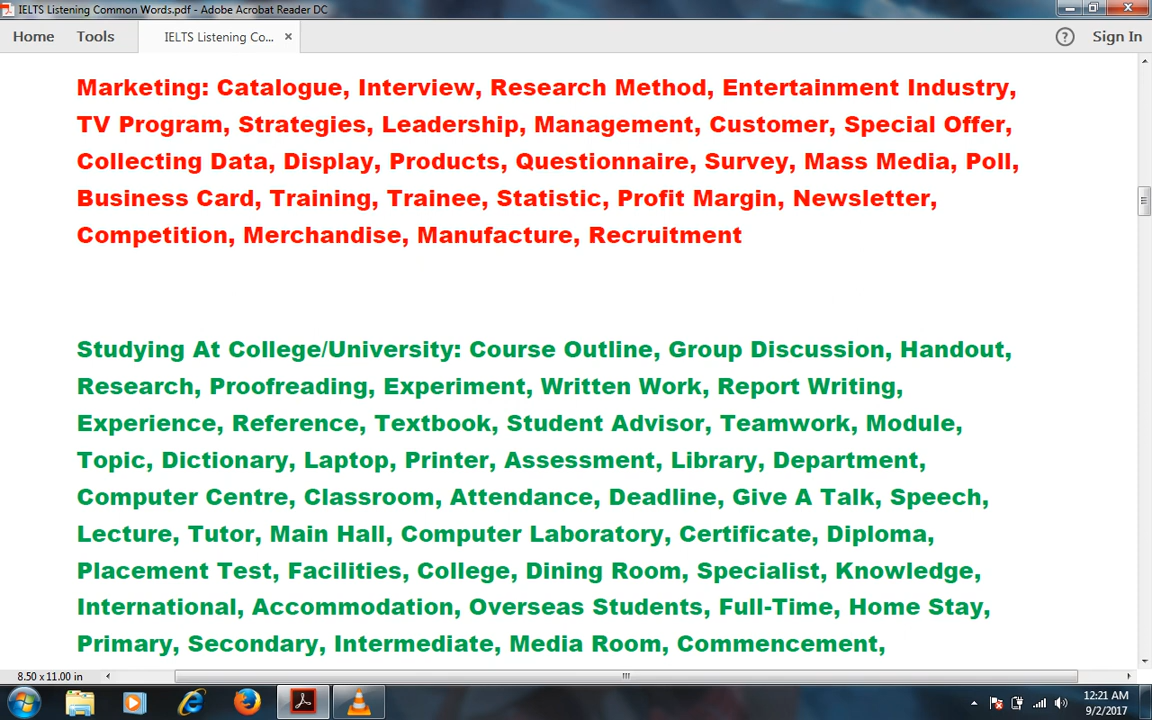 IELTS Listening Common Words.pdf - Adobe Acrobat Reader DC
Home Tools IELTS Listening Co... × ? Sign In
Marketing: Catalogue, Interview, Research Method, Entertainment Industry,
TV Program, Strategies, Leadership, Management, Customer, Special Offer,
Collecting Data, Display, Products, Questionnaire, Survey, Mass Media, Poll,
Business Card, Training, Trainee, Statistic, Profit Margin, Newsletter,
Competition, Merchandise, Manufacture, Recruitment
Studying At College/University: Course Outline, Group Discussion, Handout,
Research, Proofreading, Experiment, Written Work, Report Writing,
Experience, Reference, Textbook, Student Advisor, Teamwork, Module,
Topic, Dictionary, Laptop, Printer, Assessment, Library, Department,
Computer Centre, Classroom, Attendance, Deadline, Give A Talk, Speech,
Lecture, Tutor, Main Hall, Computer Laboratory, Certificate, Diploma,
Placement Test, Facilities, College, Dining Room, Specialist, Knowledge,
International, Accommodation, Overseas Students, Full-Time, Home Stay,
Primary, Secondary, Intermediate, Media Room, Commencement,
8.50 x 11.00 in
12:21 AM
9/2/2017